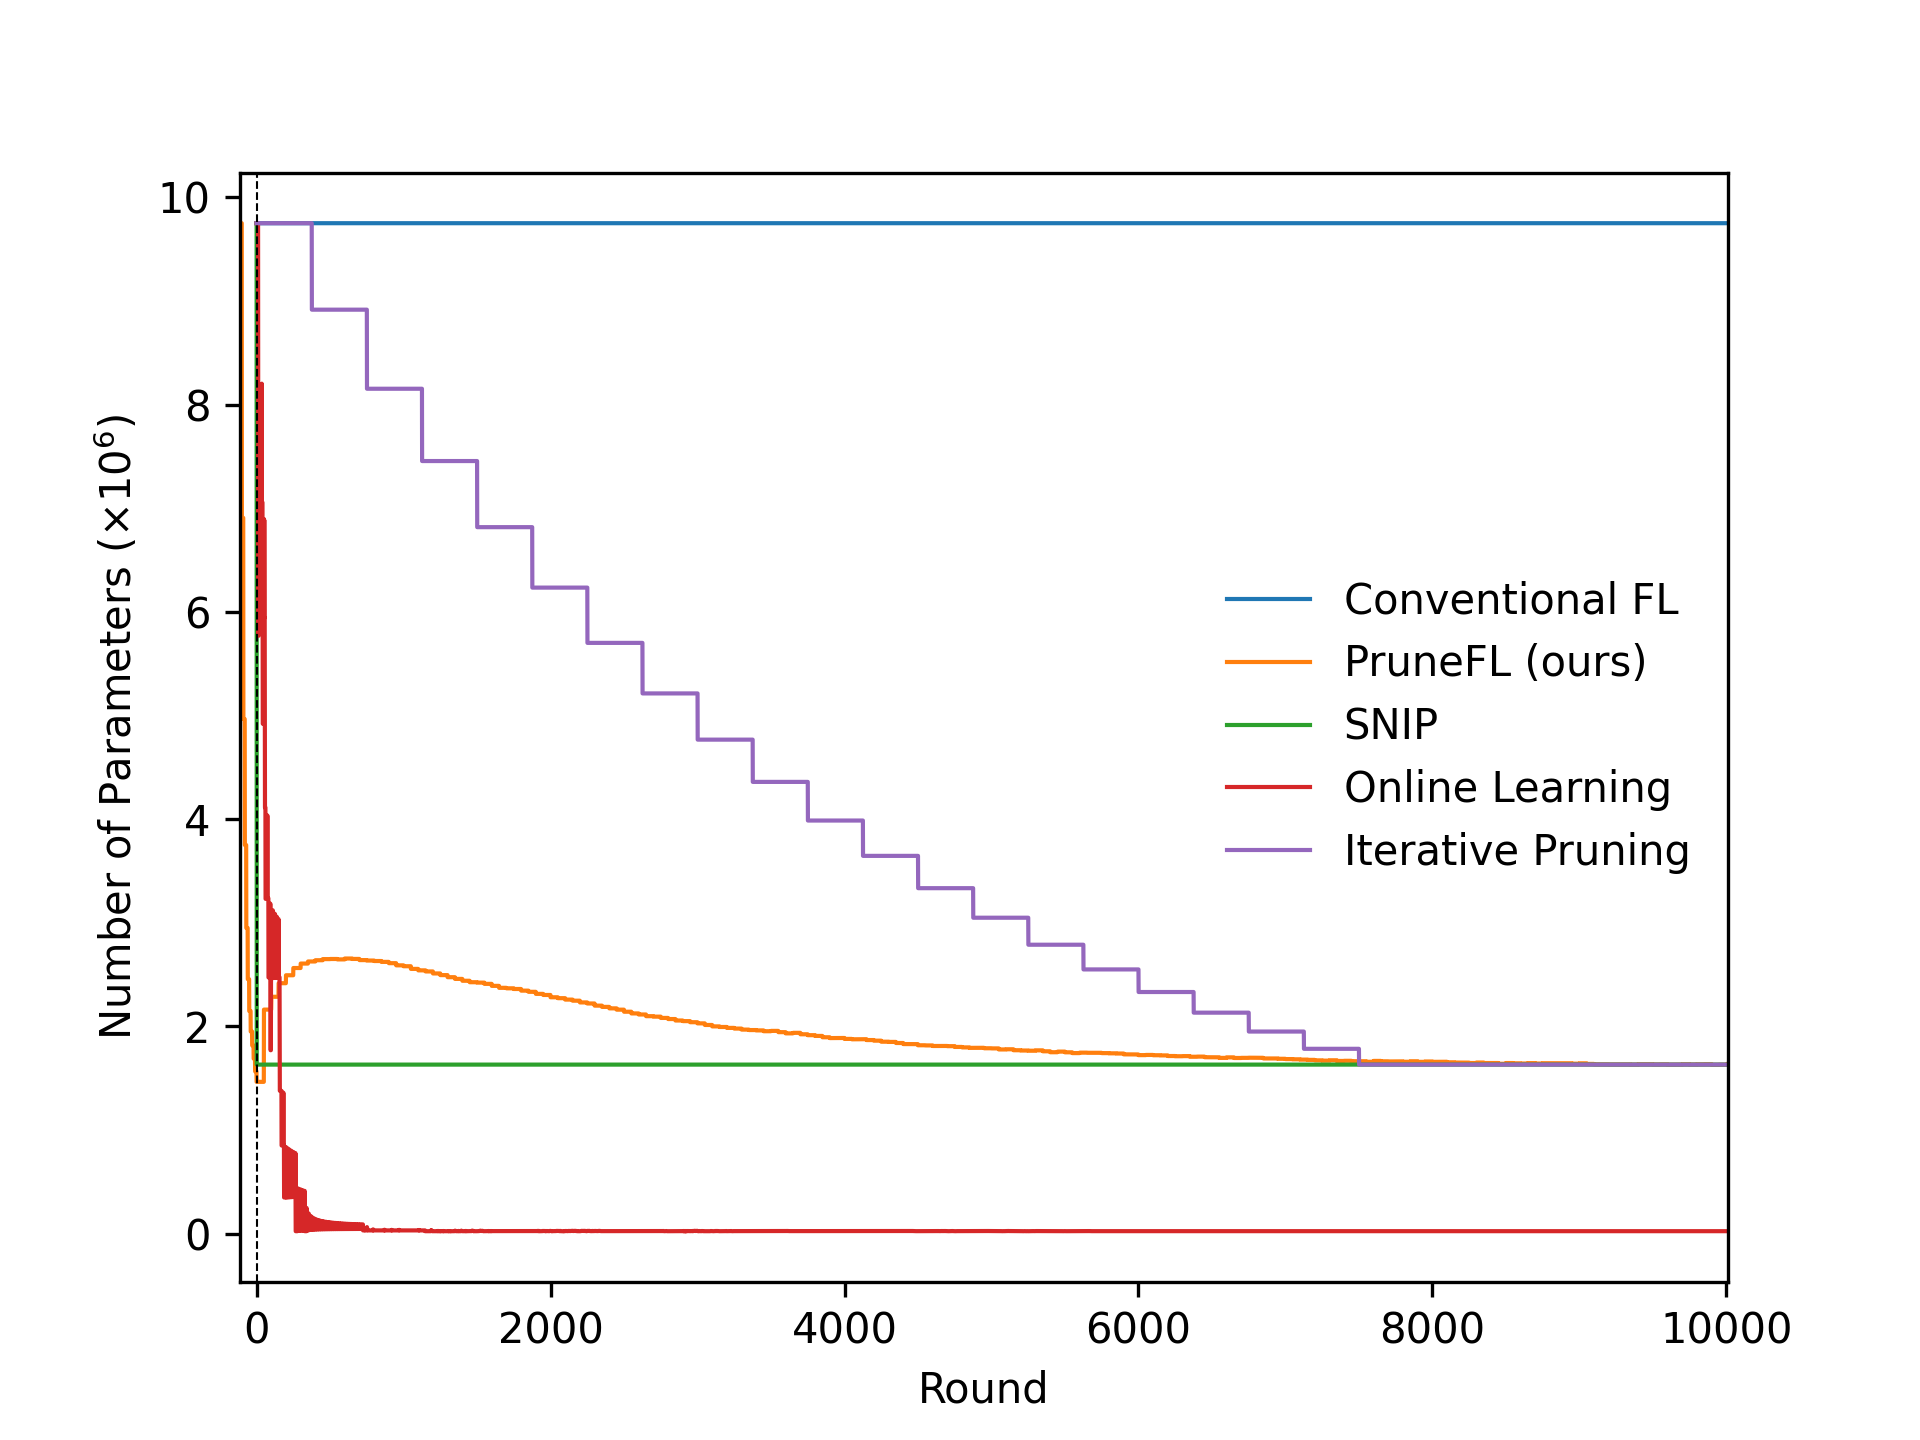 10
8
6
4
2
0
Number of Parameters (×10⁶)
0 2000 4000 6000 8000 10000
Round
Conventional FL
PruneFL (ours)
SNIP
Online Learning
Iterative Pruning